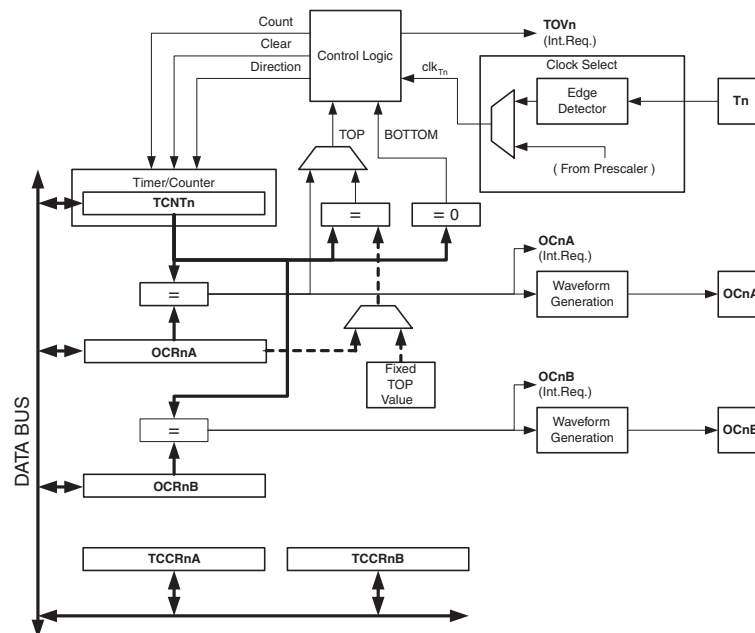 Count
Clear
Direction
Control Logic
TOVn
(Int.Req.)
clkTn
Clock Select
Edge
Detector
Tn
( From Prescaler )
TOP
BOTTOM
Timer/Counter
TCNTn
=
= 0
OCnA
(Int.Req.)
=
Waveform
Generation
OCnA
OCRnA
Fixed
TOP
Value
OCnB
(Int.Req.)
=
Waveform
Generation
OCnB
OCRnB
DATA BUS
TCCRnA
TCCRnB